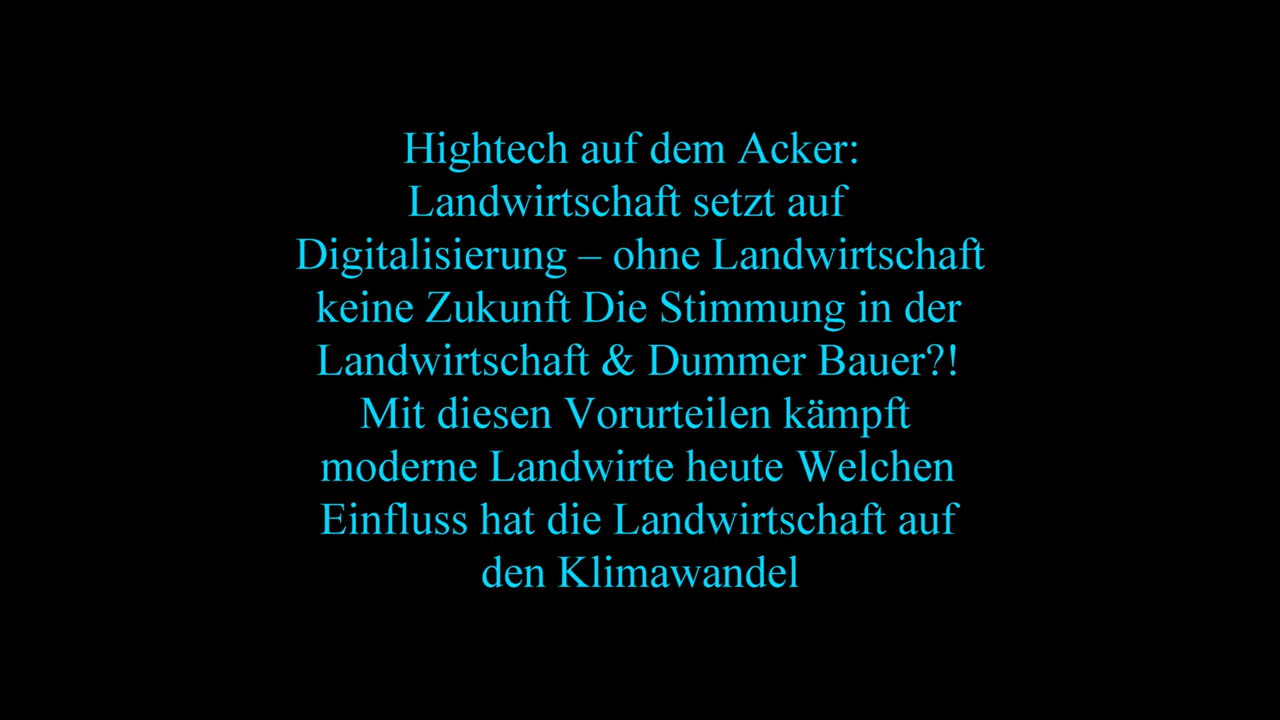 Hightech auf dem Acker:
Landwirtschaft setzt auf
Digitalisierung – ohne Landwirtschaft
keine Zukunft Die Stimmung in der
Landwirtschaft & Dummer Bauer?!
Mit diesen Vorurteilen kämpft
moderne Landwirte heute Welchen
Einfluss hat die Landwirtschaft auf
den Klimawandel